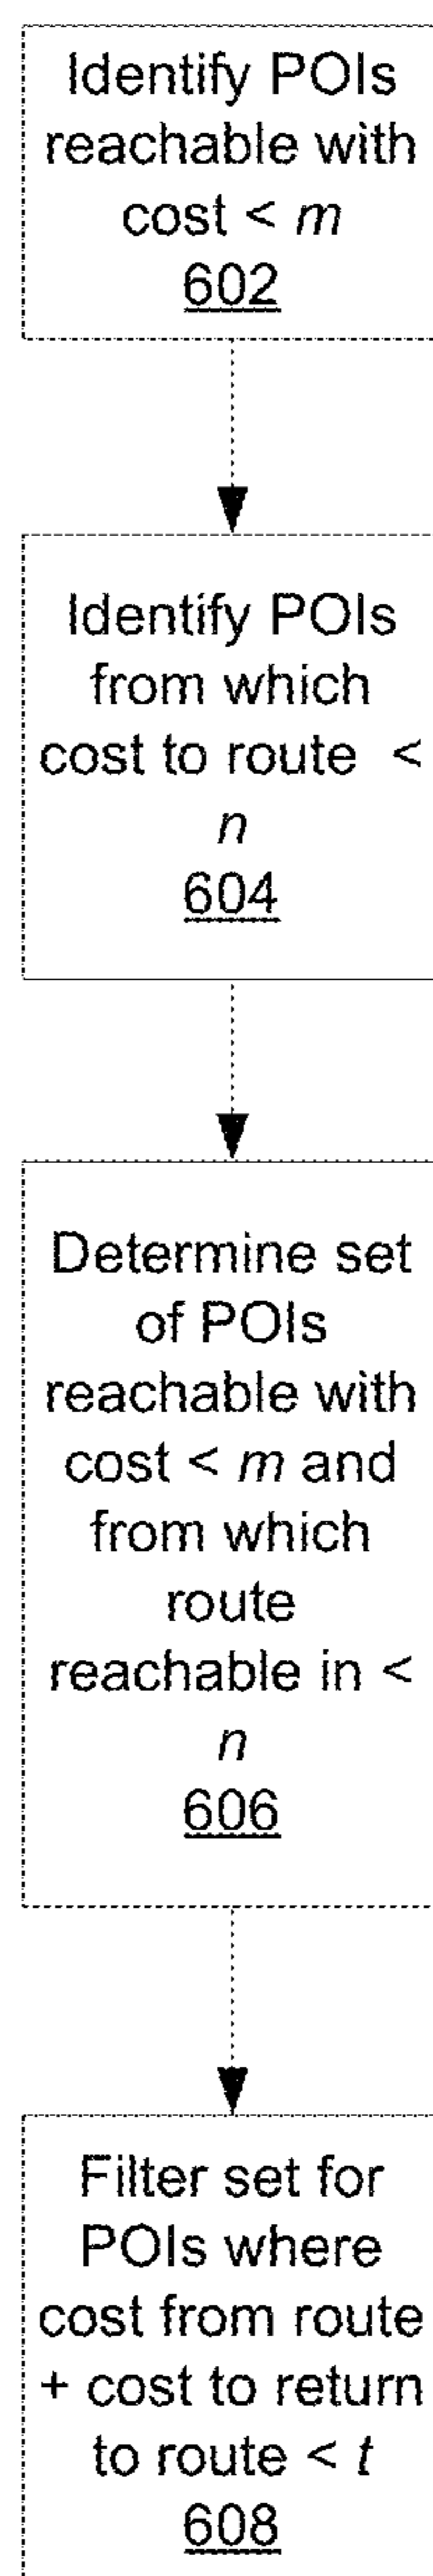 Identify POIs
reachable with
cost < m
602
Identify POIs
from which
cost to route <
n
604
Determine set
of POIs
reachable with
cost < m and
from which
route
reachable in <
n
606
Filter set for
POIs where
cost from route
+ cost to return
to route < t
608